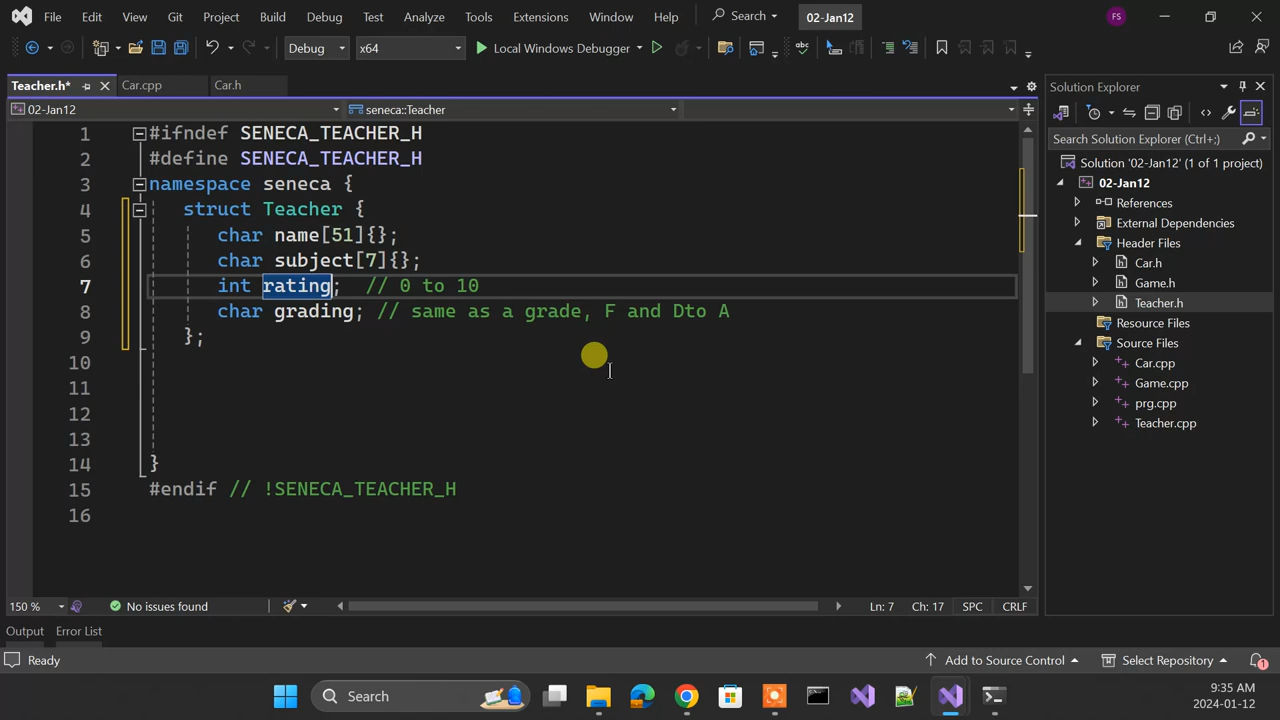 File Edit View Git Project Build Debug Test Analyze Tools Extensions Window Help Search 02-Jan12 FS
Debug x64 Local Windows Debugger
Teacher.h* Car.cpp Car.h
02-Jan12 seneca::Teacher
1 #ifndef SENECA_TEACHER_H
2 #define SENECA_TEACHER_H
3 namespace seneca {
4 struct Teacher {
5 char name[51]{};
6 char subject[7]{};
7 int rating; // 0 to 10
8 char grading; // same as a grade, F and Dto A
9 };
10
11
12
13
14 }
15 #endif // !SENECA_TEACHER_H
16
150 % No issues found Ln: 7 Ch: 17 SPC CRLF
Solution Explorer
Search Solution Explorer (Ctrl+;)
Solution '02-Jan12' (1 of 1 project)
02-Jan12
References
External Dependencies
Header Files
Car.h
Game.h
Teacher.h
Resource Files
Source Files
Car.cpp
Game.cpp
prg.cpp
Teacher.cpp
Output Error List
Ready Add to Source Control Select Repository 1
Search 9:35 AM
2024-01-12